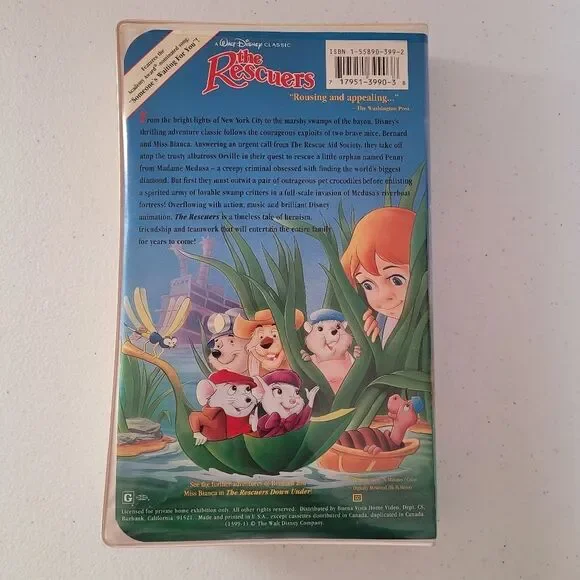 Features the
Academy Award®-nominated song,
"Someone's Waiting For You"!
A Walt Disney CLASSIC
the
Rescuers
ISBN 1-55890-399-2
7 17951-3990-3 8
"Rousing and appealing..."
— The Washington Post
From the bright lights of New York City to the marshy swamps of the bayou, Disney's
thrilling adventure classic follows the courageous exploits of two brave mice, Bernard
and Miss Bianca. Answering an urgent call from The Rescue Aid Society, they take off
atop the trusty albatross Orville in their quest to rescue a little orphan named Penny
from Madame Medusa – a creepy criminal obsessed with finding the world's biggest
diamond. But first they must outwit a pair of outrageous pet crocodiles before enlisting
a spirited army of lovable swamp critters in a full-scale invasion of Medusa's riverboat
fortress! Overflowing with action, music and brilliant Disney
animation, The Rescuers is a timeless tale of heroism,
friendship and teamwork that will entertain the entire family
for years to come!
See the further adventures of Bernard and
Miss Bianca in The Rescuers Down Under!
Minutes / Color
Digitally Mastered
G
Licensed for private home exhibition only. All other rights reserved. Distributed by Buena Vista Home Video, Dept. CS,
Burbank, California 91521. Made and printed in U.S.A., except cassettes distributed in Canada, duplicated in Canada.
(1399-1) © The Walt Disney Company.